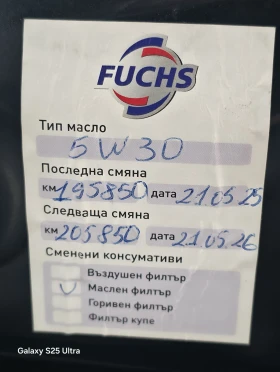 FUCHS
Тип масло
5W30
Последна смяна
км 195850 дата 21.05.25
Следваща смяна
км 205850 дата 21.05.26
Сменени консумативи
Въздушен филтър
Маслен филтър
Горивен филтър
Филтър купе
Galaxy S25 Ultra